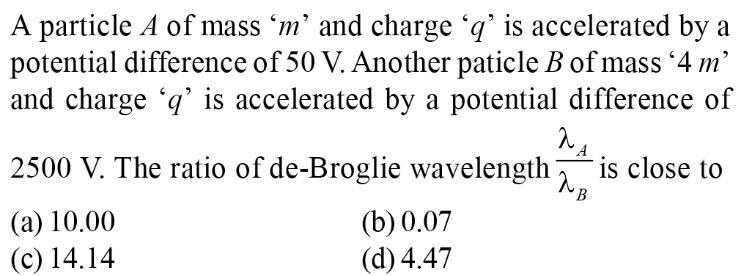 A particle A of mass ‘m’ and charge ‘q’ is accelerated by a
potential difference of 50 V. Another paticle B of mass ‘4 m’
and charge ‘q’ is accelerated by a potential difference of
2500 V. The ratio of de-Broglie wavelength λ_A/λ_B is close to
(a) 10.00 (b) 0.07
(c) 14.14 (d) 4.47